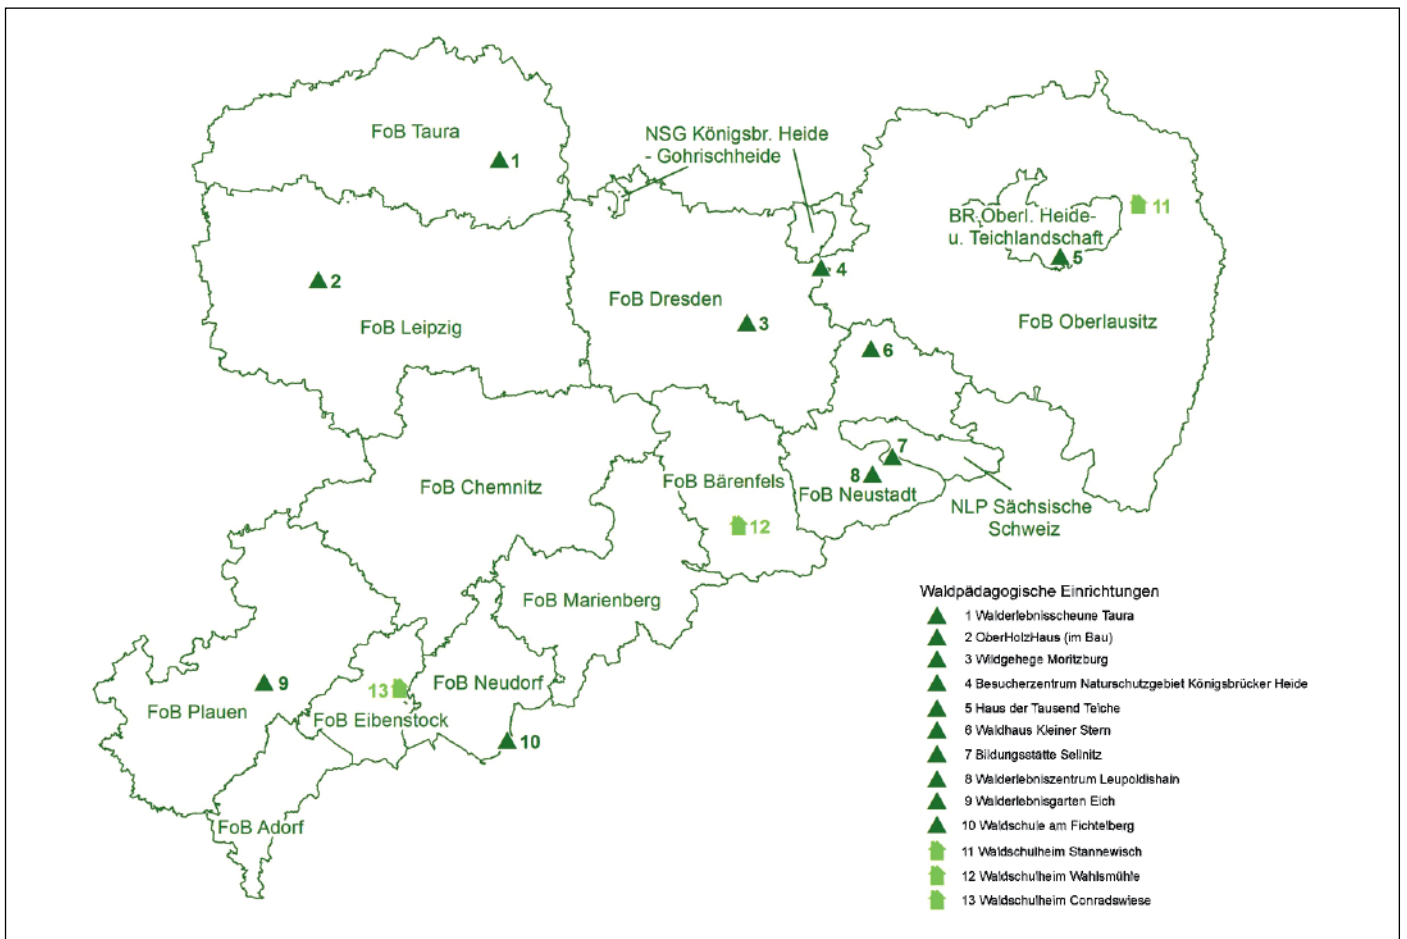 FoB Taura
1
NSG Königsbr. Heide
- Gohrischheide
BR Oberl. Heide-
u. Teichlandschaft
11
5
2
4
FoB Dresden
3
FoB Leipzig
FoB Oberlausitz
6
7
8
FoB Chemnitz
FoB Bärenfels
FoB Neustadt
NLP Sächsische
Schweiz
12
FoB Marienberg
9
13
FoB Neudorf
FoB Plauen
FoB Eibenstock
10
FoB Adorf
Waldpädagogische Einrichtungen
1 Walderlebnisscheune Taura
2 OberHolzHaus (im Bau)
3 Wildgehege Moritzburg
4 Besucherzentrum Naturschutzgebiet Königsbrücker Heide
5 Haus der Tausend Teiche
6 Waldhaus Kleiner Stern
7 Bildungsstätte Sellnitz
8 Walderlebniszentrum Leupoldishain
9 Walderlebnisgarten Eich
10 Waldschule am Fichtelberg
11 Waldschulheim Stannewisch
12 Waldschulheim Wahlsmühle
13 Waldschulheim Conradswiese